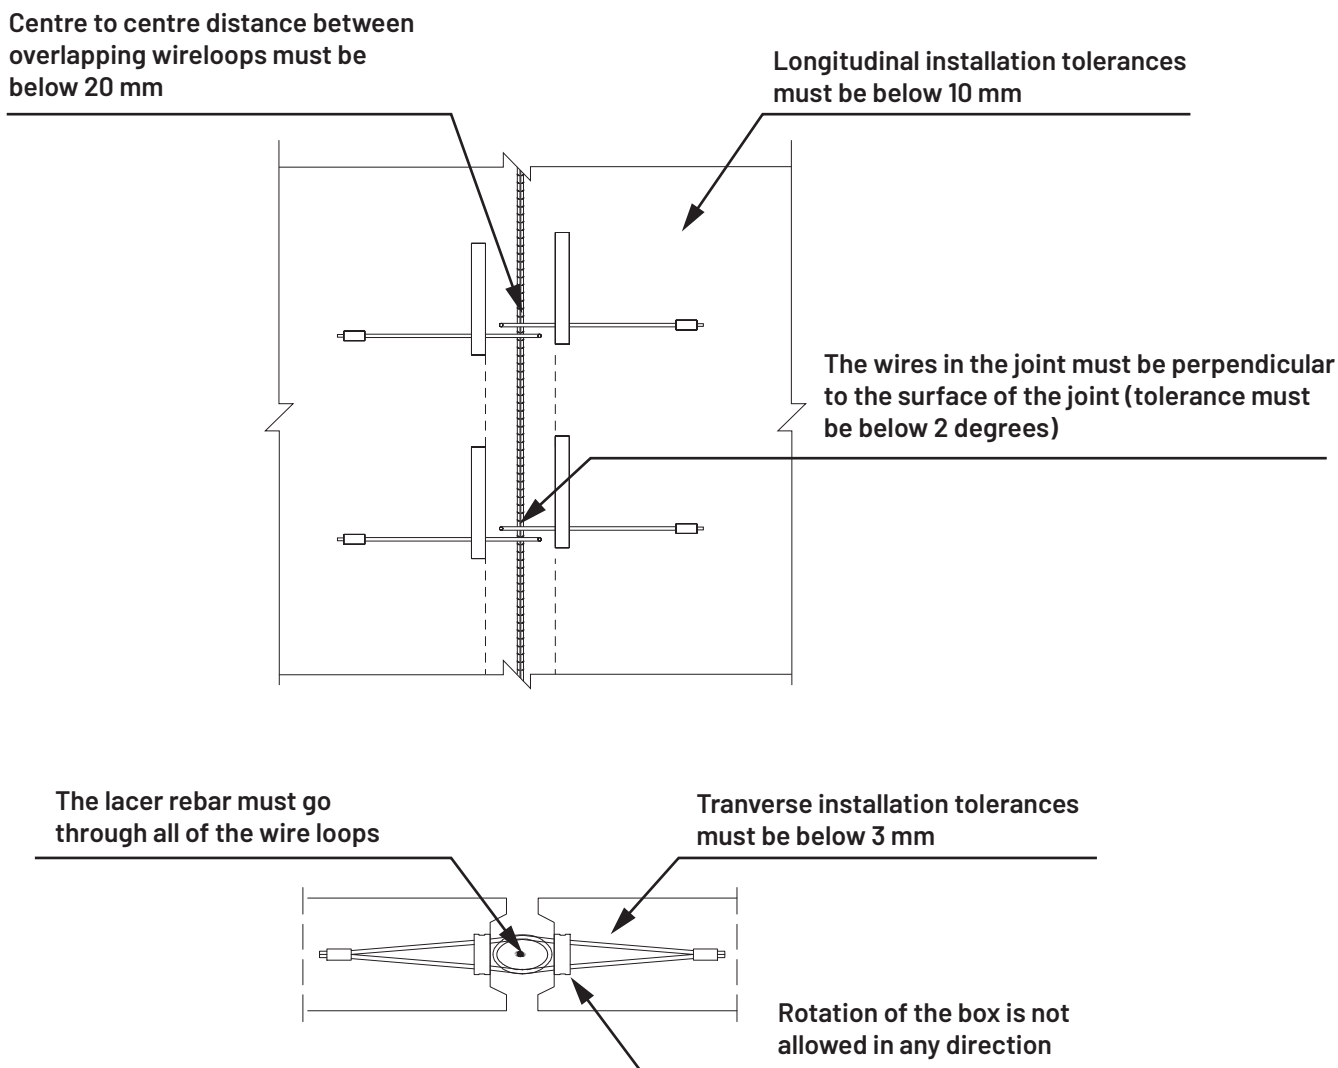 Centre to centre distance between
overlapping wireloops must be
below 20 mm
Longitudinal installation tolerances
must be below 10 mm
The wires in the joint must be perpendicular
to the surface of the joint (tolerance must
be below 2 degrees)
The lacer rebar must go
through all of the wire loops
Tranverse installation tolerances
must be below 3 mm
Rotation of the box is not
allowed in any direction